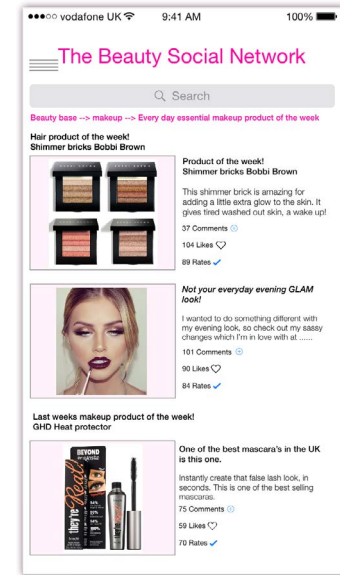 vodafone UK
9:41 AM
100%
The Beauty Social Network
Search
Beauty base --> makeup --> Every day essential makeup product of the week
Hair product of the week!
Shimmer bricks Bobbi Brown
Product of the week!
Shimmer bricks Bobbi Brown
This shimmer brick is amazing for
adding a little extra glow to the skin. It
gives tired washed out skin, a wake up!
37 Comments
104 Likes
89 Rates
Not your everyday evening GLAM
look!
I wanted to do something different with
my evening look, so check out my sassy
changes which I'm in love with at ......
101 Comments
90 Likes
84 Rates
Last weeks makeup product of the week!
GHD Heat protector
BEYOND
they're Real!
One of the best mascara's in the UK
is this one.
Instantly create that false lash look, in
seconds. This is one of the best selling
mascaras.
75 Comments
59 Likes
70 Rates